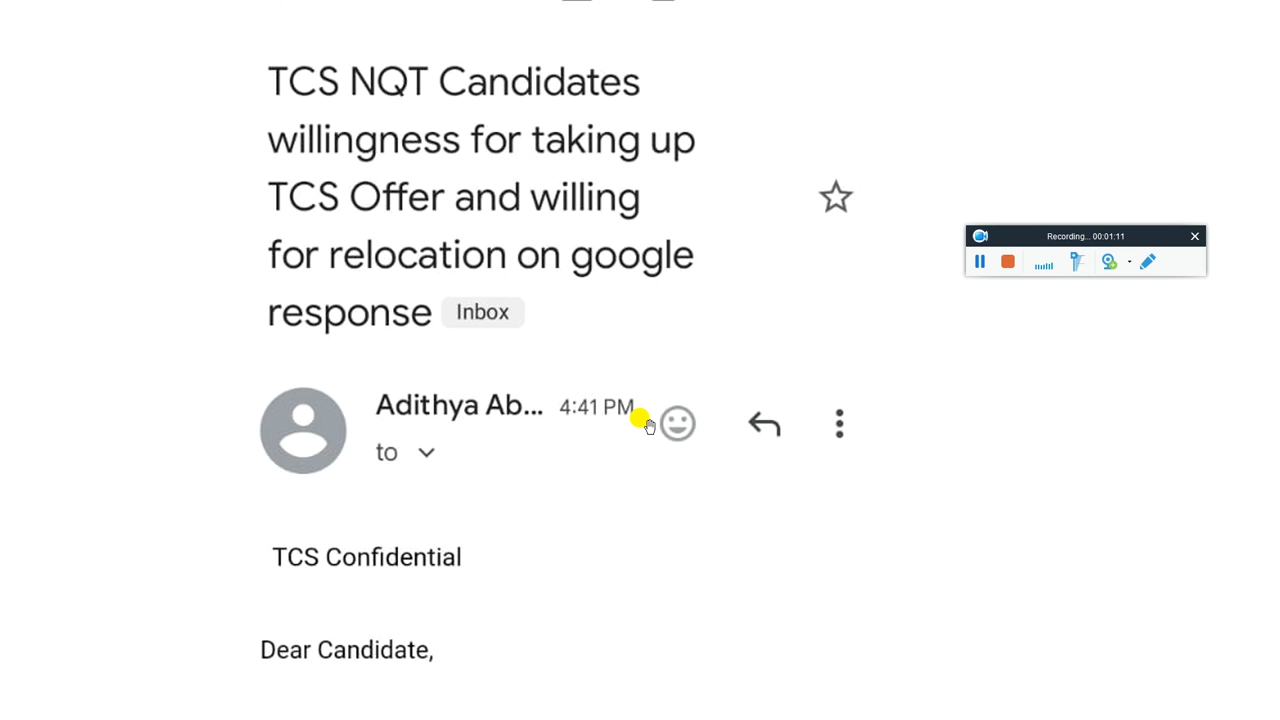 TCS NQT Candidates
willingness for taking up
TCS Offer and willing
for relocation on google
response Inbox
Recording... 00:01:11
Adithya Ab... 4:41 PM
to
TCS Confidential
Dear Candidate,